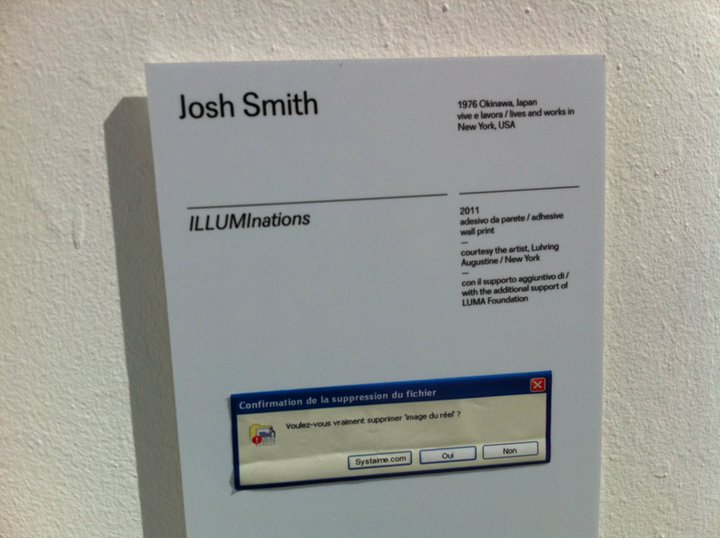 Josh Smith
1976 Okinawa, Japan
vive e lavora / lives and works in
New York, USA
ILLUMInations
2011
adesivo da parete / adhesive
wall print
—
courtesy the artist, Luhring
Augustine / New York
—
con il supporto aggiuntivo di /
with the additional support of
LUMA Foundation
Confirmation de la suppression du fichier
Voulez-vous vraiment supprimer 'image du réel' ?
Systaime.com
Oui
Non